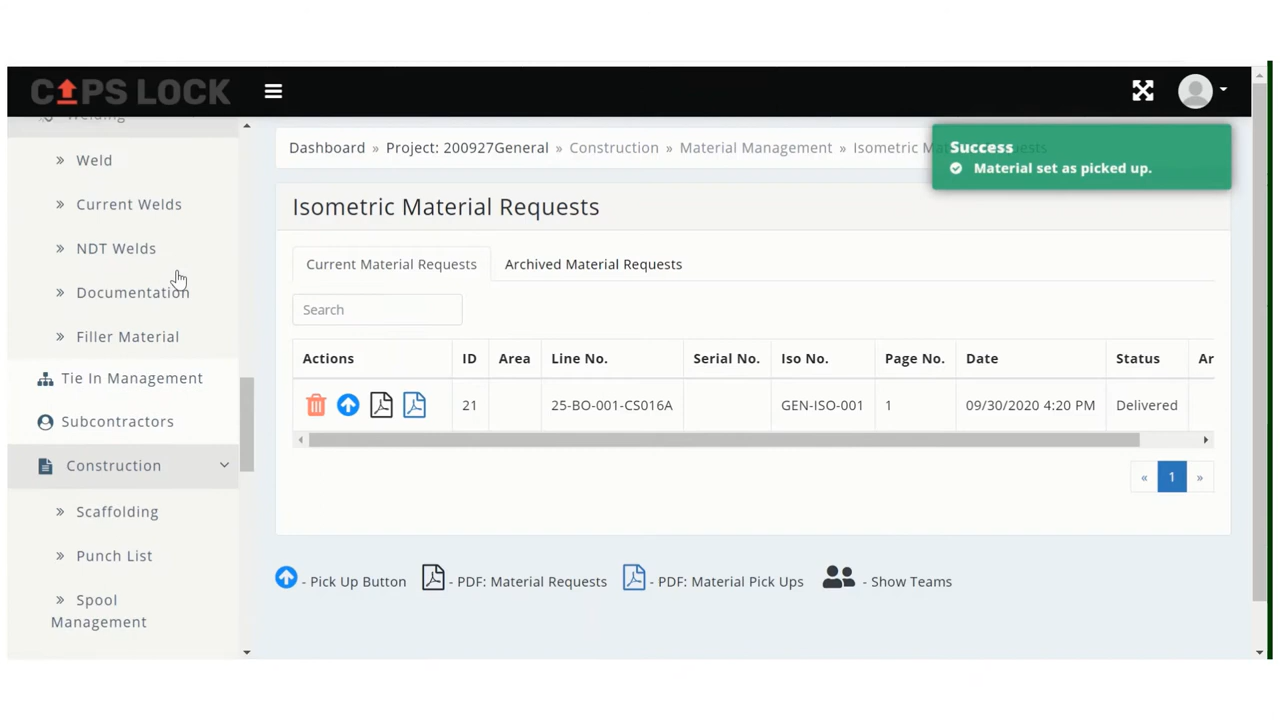 CAPS LOCK
Welding
» Weld
» Current Welds
» NDT Welds
» Documentation
» Filler Material
Tie In Management
Subcontractors
Construction
» Scaffolding
» Punch List
» Spool
Management
Dashboard » Project: 200927General » Construction » Material Management » Isometric Material Requests
Success
Material set as picked up.
Isometric Material Requests
Current Material Requests Archived Material Requests
Search
Actions ID Area Line No. Serial No. Iso No. Page No. Date Status Ar
21 25-BO-001-CS016A GEN-ISO-001 1 09/30/2020 4:20 PM Delivered
« 1 »
- Pick Up Button - PDF: Material Requests - PDF: Material Pick Ups - Show Teams